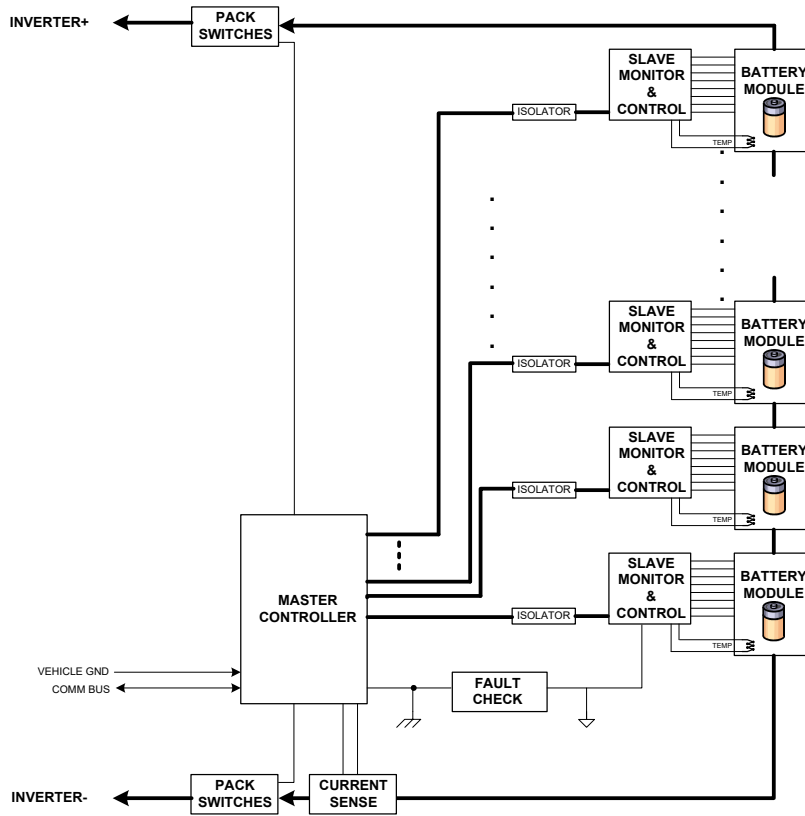 INVERTER+
PACK
SWITCHES
SLAVE
MONITOR
&
CONTROL
BATTERY
MODULE
ISOLATOR
TEMP
SLAVE
MONITOR
&
CONTROL
BATTERY
MODULE
ISOLATOR
TEMP
SLAVE
MONITOR
&
CONTROL
BATTERY
MODULE
ISOLATOR
TEMP
SLAVE
MONITOR
&
CONTROL
BATTERY
MODULE
ISOLATOR
TEMP
MASTER
CONTROLLER
VEHICLE GND
COMM BUS
FAULT
CHECK
INVERTER-
PACK
SWITCHES
CURRENT
SENSE